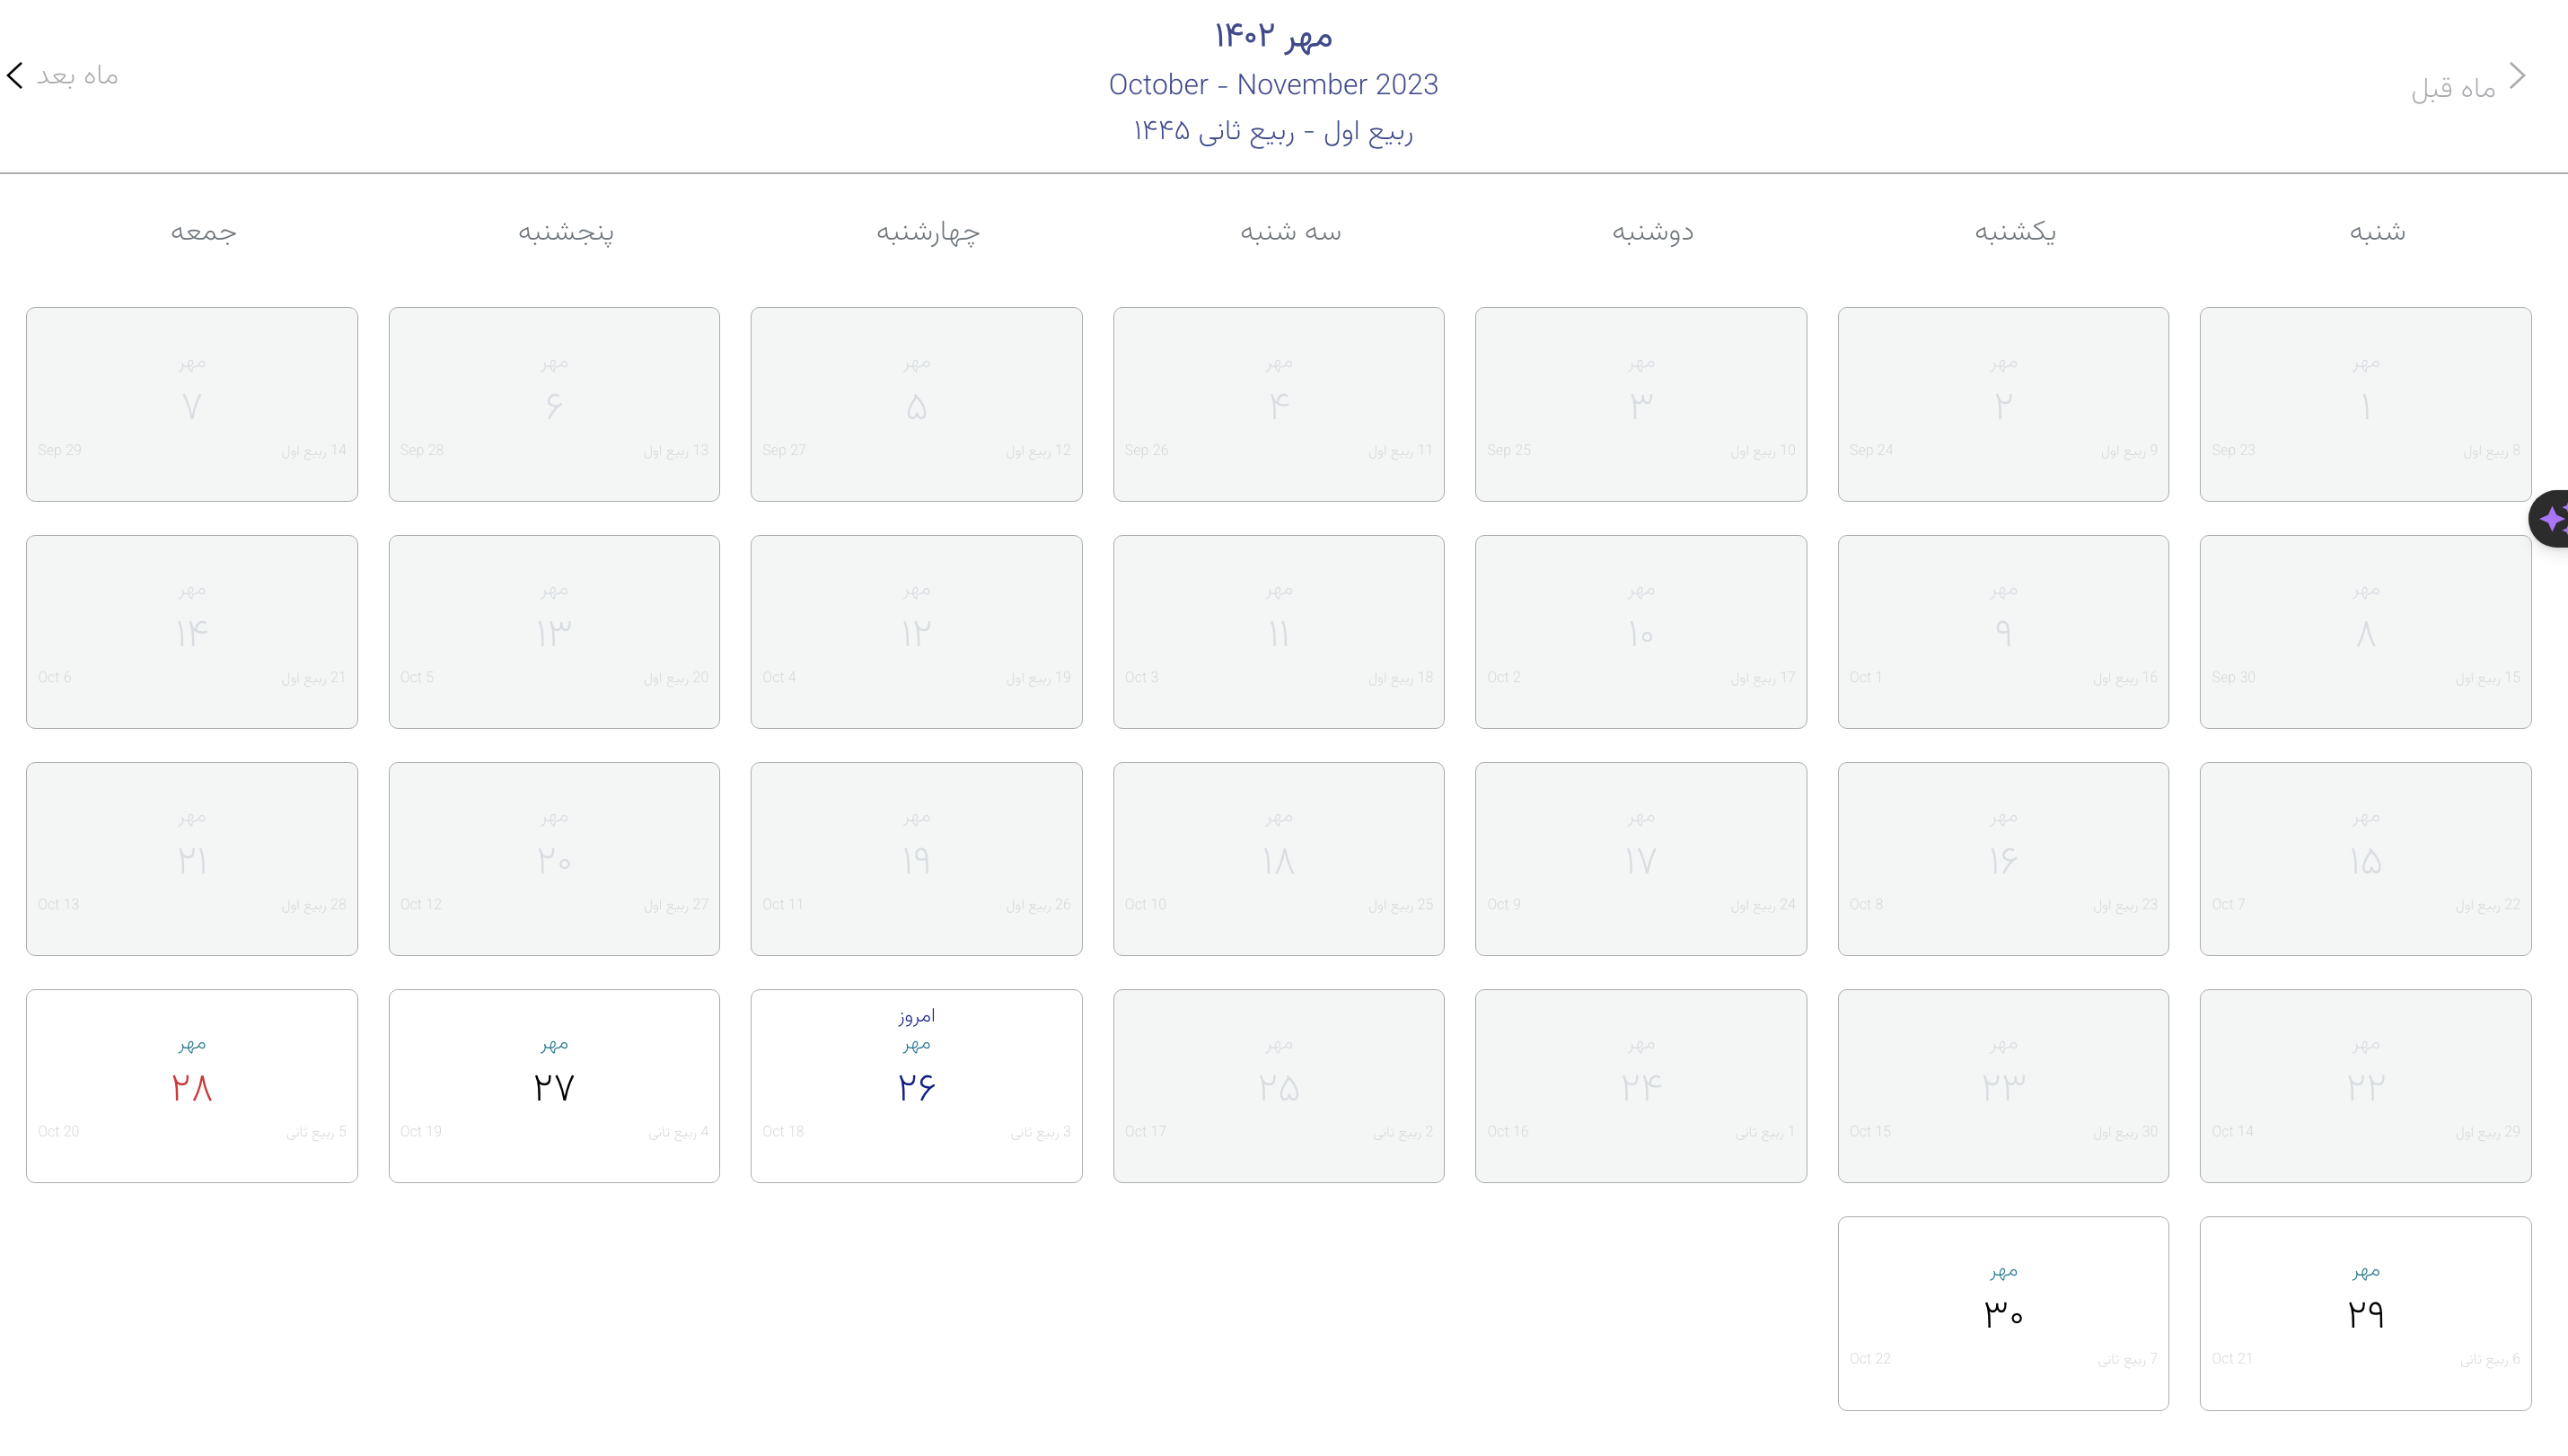 مهر ۱۴۰۲
ماه قبل
October - November 2023
ماه بعد
ربیع اول - ربیع ثانی ۱۴۴۵
شنبه یکشنبه دوشنبه سه شنبه چهارشنبه پنجشنبه جمعه
مهر مهر مهر مهر مهر مهر مهر
۱ ۲ ۳ ۴ ۵ ۶ ۷
8 ربیع اول Sep 23 9 ربیع اول Sep 24 10 ربیع اول Sep 25 11 ربیع اول Sep 26 12 ربیع اول Sep 27 13 ربیع اول Sep 28 14 ربیع اول Sep 29
مهر مهر مهر مهر مهر مهر مهر
۸ ۹ ۱۰ ۱۱ ۱۲ ۱۳ ۱۴
15 ربیع اول Sep 30 16 ربیع اول Oct 1 17 ربیع اول Oct 2 18 ربیع اول Oct 3 19 ربیع اول Oct 4 20 ربیع اول Oct 5 21 ربیع اول Oct 6
مهر مهر مهر مهر مهر مهر مهر
۱۵ ۱۶ ۱۷ ۱۸ ۱۹ ۲۰ ۲۱
22 ربیع اول Oct 7 23 ربیع اول Oct 8 24 ربیع اول Oct 9 25 ربیع اول Oct 10 26 ربیع اول Oct 11 27 ربیع اول Oct 12 28 ربیع اول Oct 13
امروز
مهر مهر مهر مهر مهر مهر مهر
۲۲ ۲۳ ۲۴ ۲۵ ۲۶ ۲۷ ۲۸
29 ربیع اول Oct 14 30 ربیع اول Oct 15 1 ربیع ثانی Oct 16 2 ربیع ثانی Oct 17 3 ربیع ثانی Oct 18 4 ربیع ثانی Oct 19 5 ربیع ثانی Oct 20
مهر مهر
۲۹ ۳۰
6 ربیع ثانی Oct 21 7 ربیع ثانی Oct 22